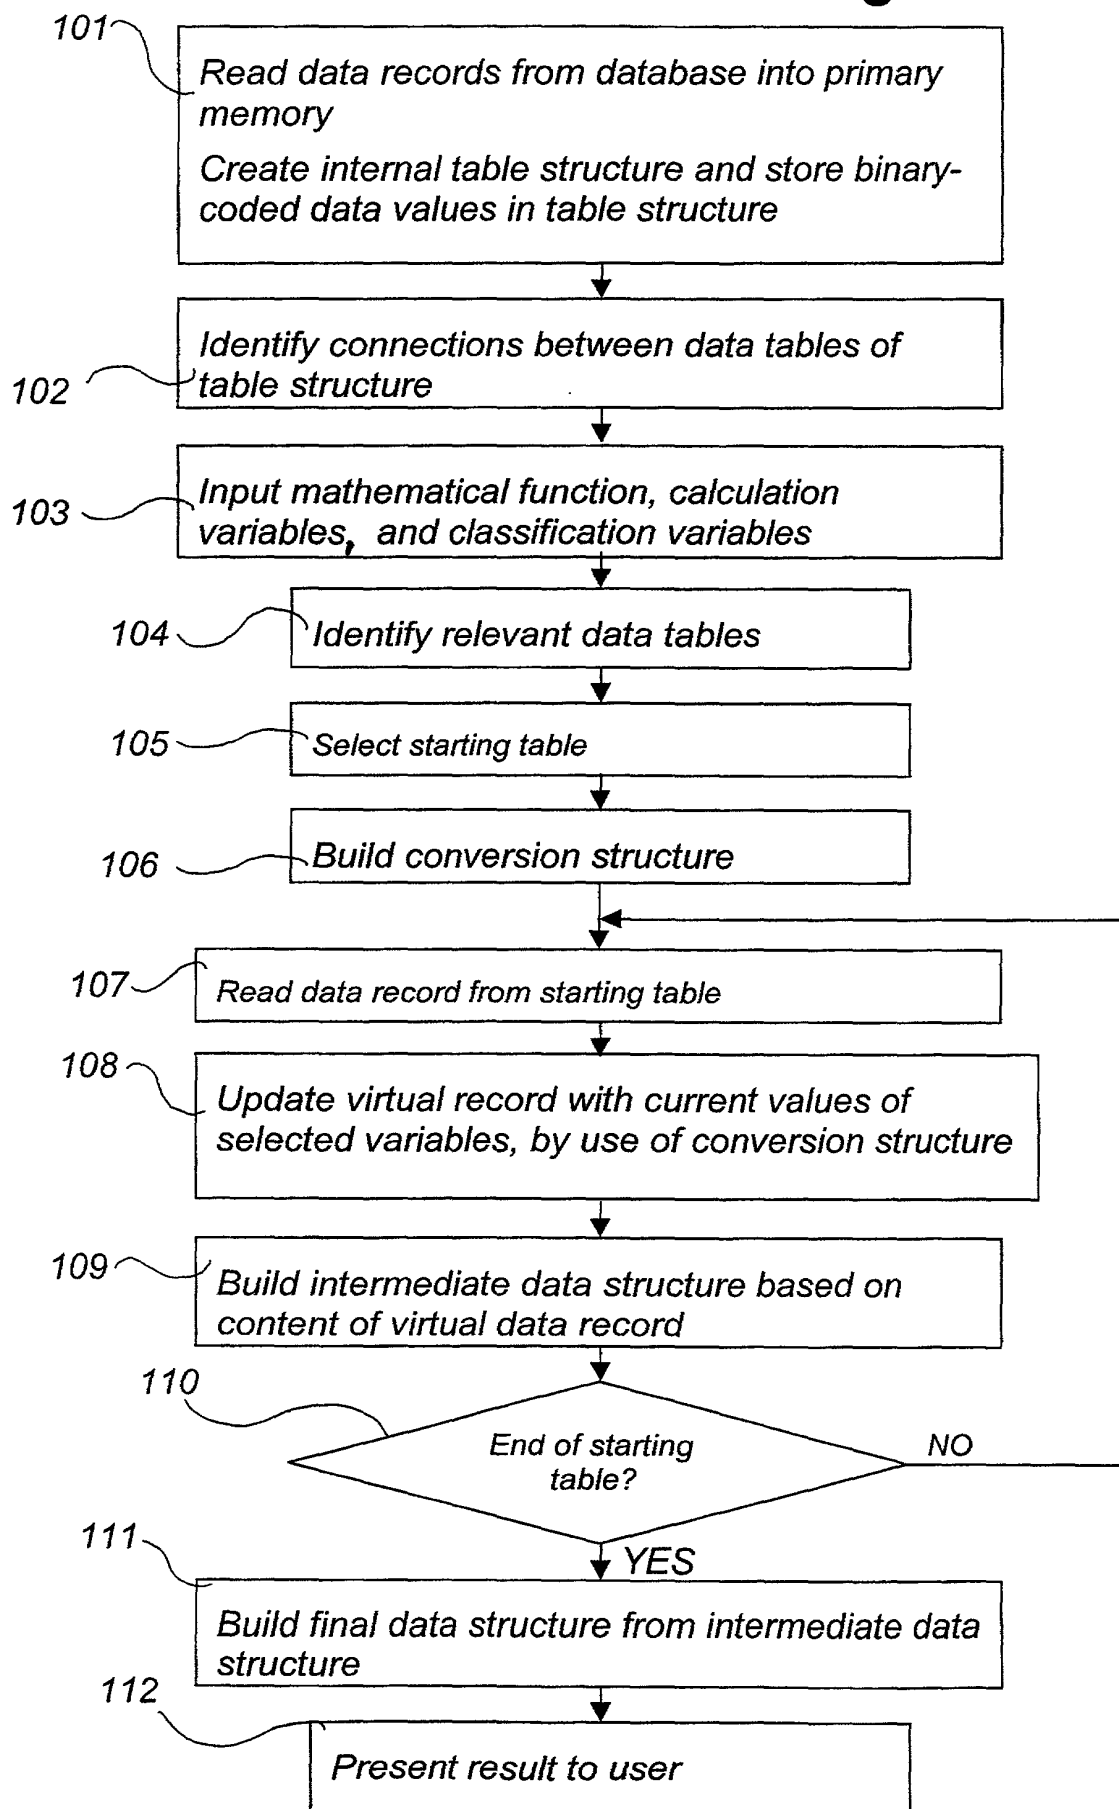 101
Read data records from database into primary
memory
Create internal table structure and store binary-
coded data values in table structure
102
Identify connections between data tables of
table structure
103
Input mathematical function, calculation
variables, and classification variables
104
Identify relevant data tables
105
Select starting table
106
Build conversion structure
107
Read data record from starting table
108
Update virtual record with current values of
selected variables, by use of conversion structure
109
Build intermediate data structure based on
content of virtual data record
110
End of starting
table?
NO
YES
111
Build final data structure from intermediate data
structure
112
Present result to user